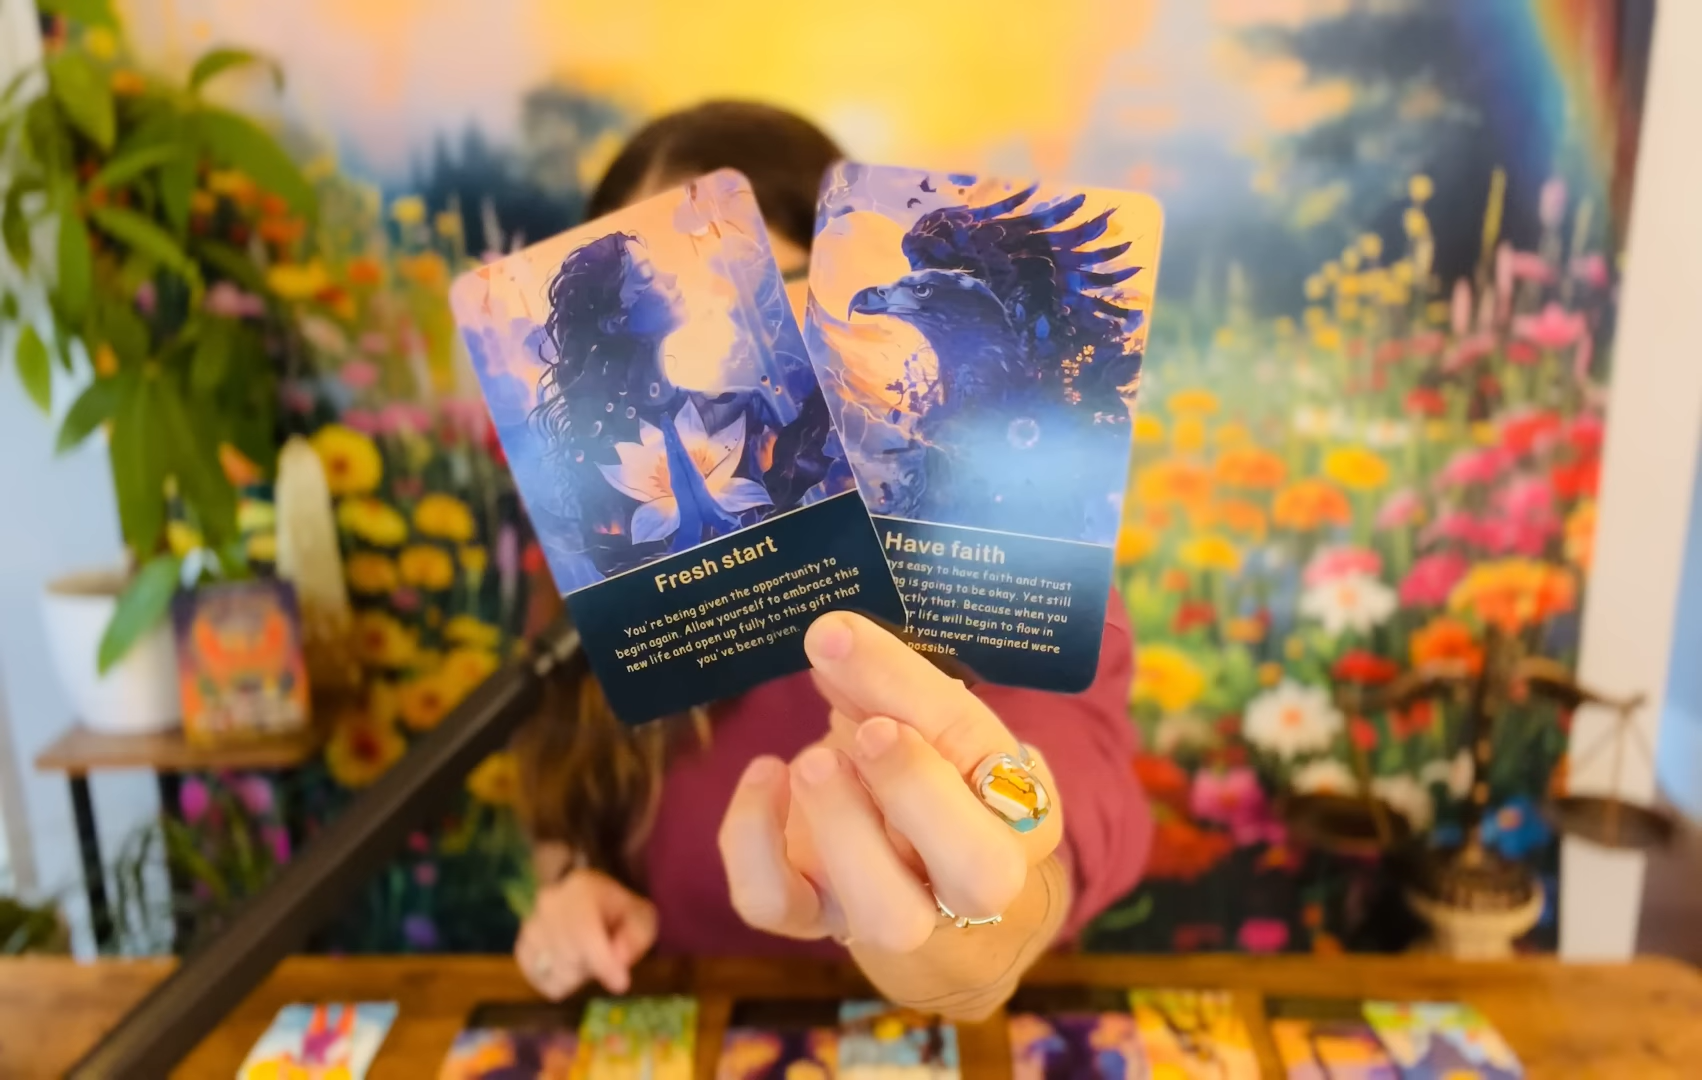 Fresh start
You're being given the opportunity to
begin again. Allow yourself to embrace this
new life and open up fully to this gift that
you've been given.
Have faith
ys easy to have faith and trust
g is going to be okay. Yet still
ctly that. Because when you
r life will begin to flow in
t you never imagined were
possible.